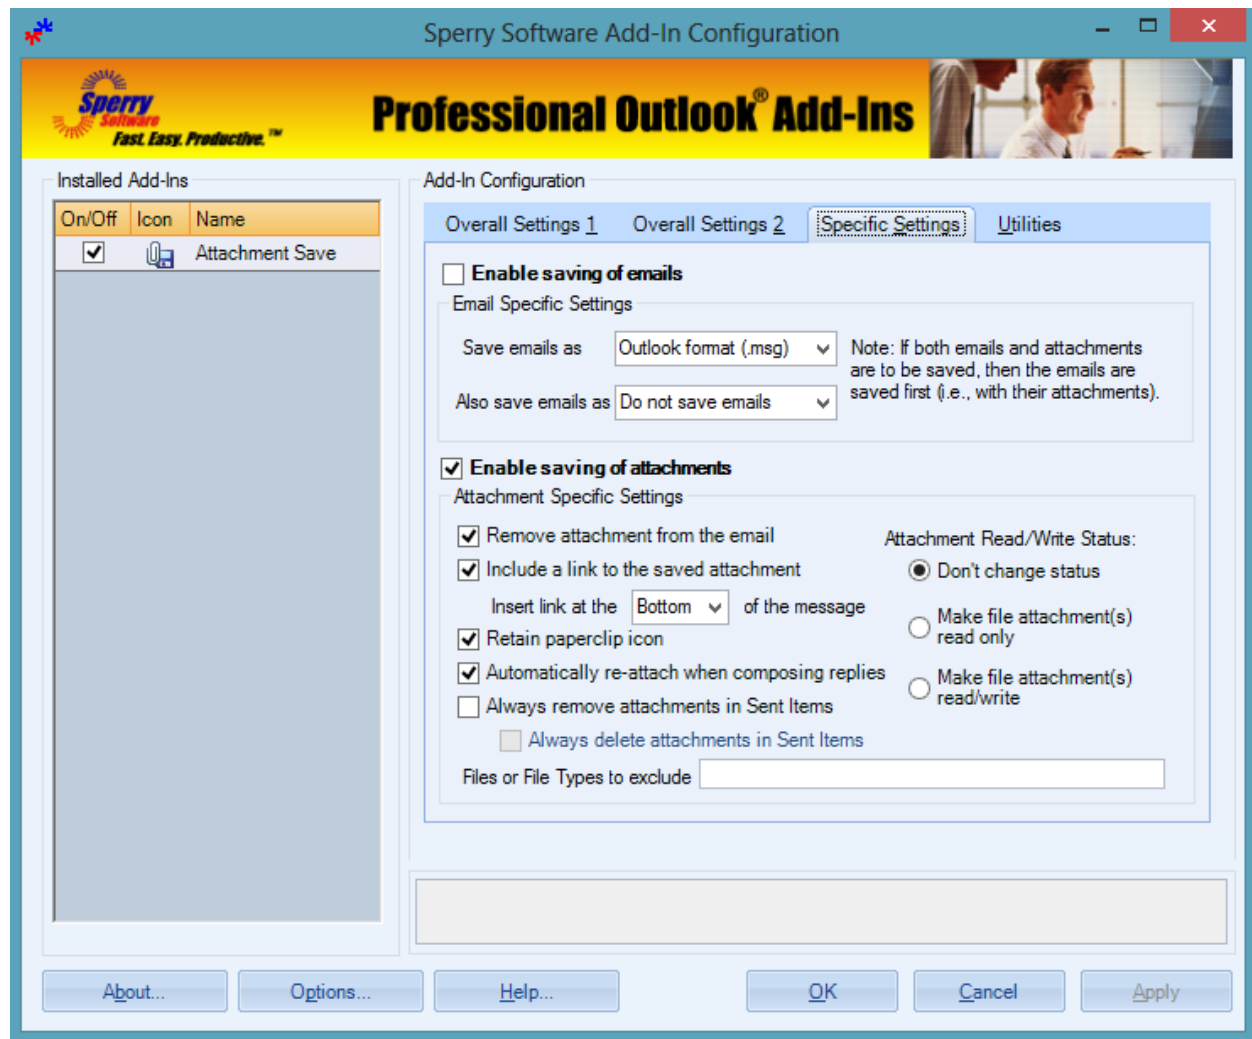 Sperry Software Add-In Configuration
Sperry
Software
Fast. Easy. Productive.™
Professional Outlook® Add-Ins
Installed Add-Ins
On/Off Icon Name
Attachment Save
Add-In Configuration
Overall Settings 1 Overall Settings 2 Specific Settings Utilities
Enable saving of emails
Email Specific Settings
Save emails as Outlook format (.msg)
Also save emails as Do not save emails
Note: If both emails and attachments
are to be saved, then the emails are
saved first (i.e., with their attachments).
Enable saving of attachments
Attachment Specific Settings
Remove attachment from the email
Include a link to the saved attachment
Insert link at the Bottom of the message
Retain paperclip icon
Automatically re-attach when composing replies
Always remove attachments in Sent Items
Always delete attachments in Sent Items
Files or File Types to exclude
Attachment Read/Write Status:
Don't change status
Make file attachment(s)
read only
Make file attachment(s)
read/write
About... Options... Help... OK Cancel Apply